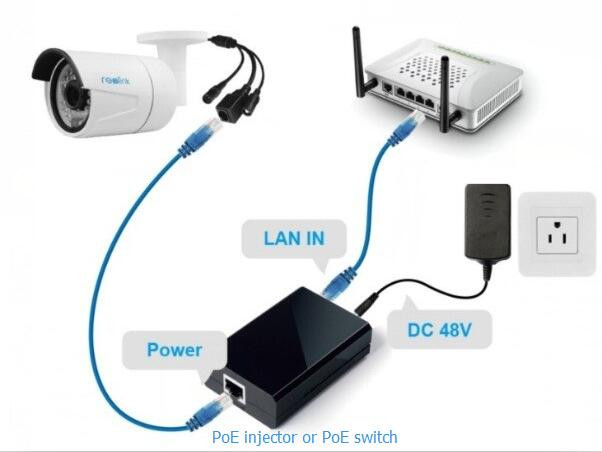 reolink
LAN IN
DC 48V
Power
PoE injector or PoE switch